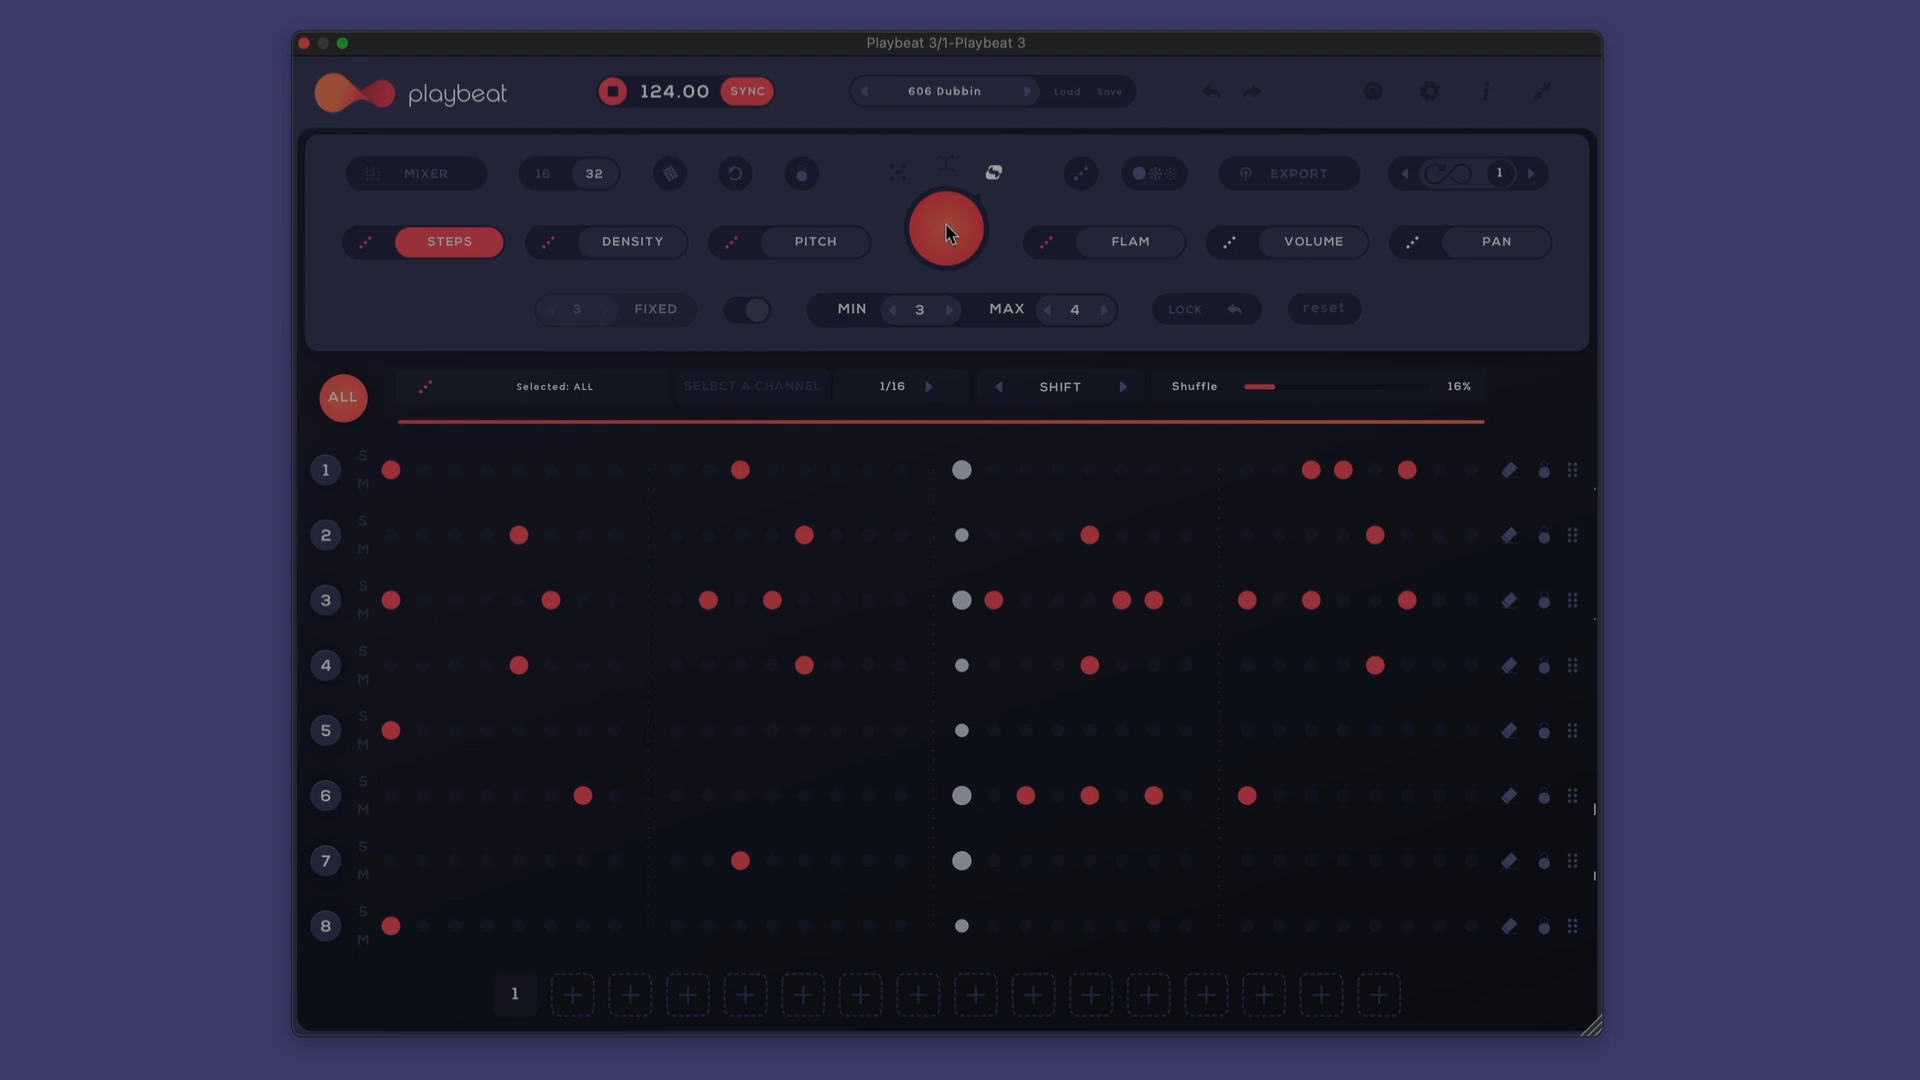 Playbeat 3/1-Playbeat 3
playbeat
124.00 SYNC
606 Dubbin
Load Save
i
MIXER 16 32 EXPORT 1
STEPS DENSITY PITCH FLAM VOLUME PAN
3 FIXED MIN 3 MAX 4 LOCK reset
ALL Selected: ALL SELECT A CHANNEL 1/16 SHIFT Shuffle 16%
1 S M
2 S M
3 S M
4 S M
5 S M
6 S M
7 S M
8 S M
1 + + + + + + + + + + + + + + +